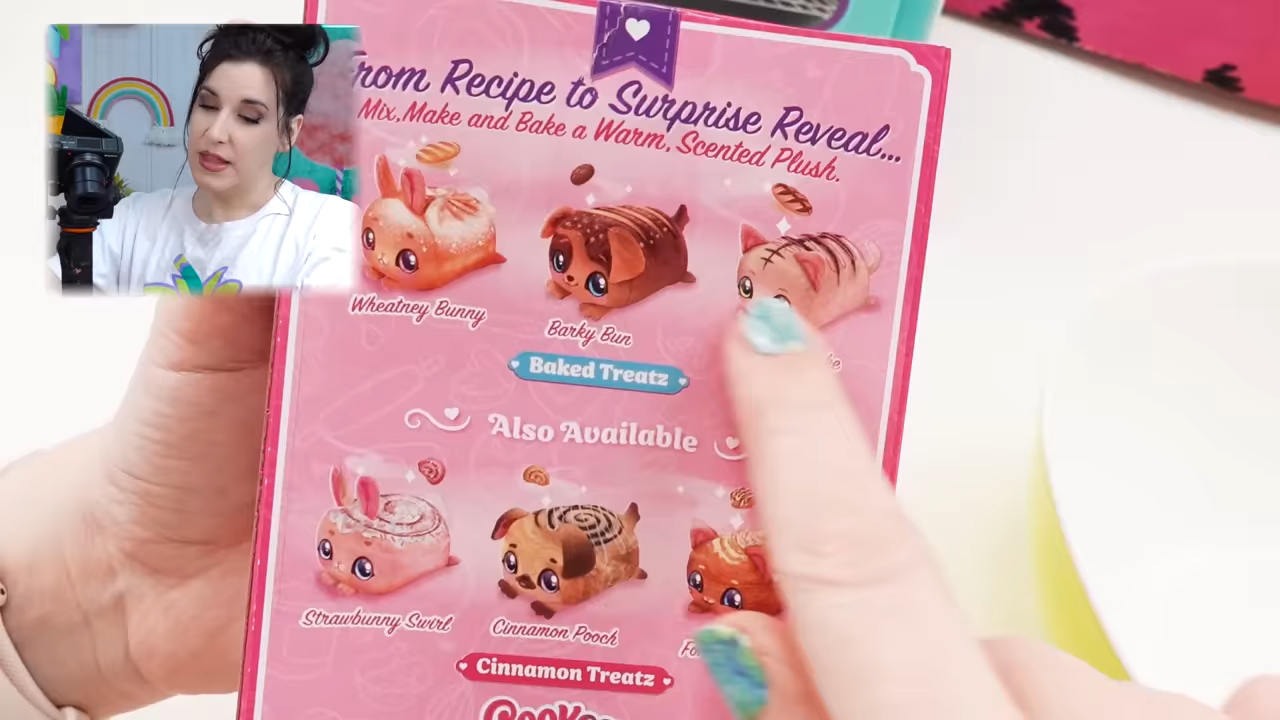 From Recipe to Surprise Reveal...
Mix, Make and Bake a Warm, Scented Plush.
Wheatney Bunny
Barky Bun
Baked Treatz
Also Available
Strawbunny Swirl
Cinnamon Pooch
Cinnamon Treatz